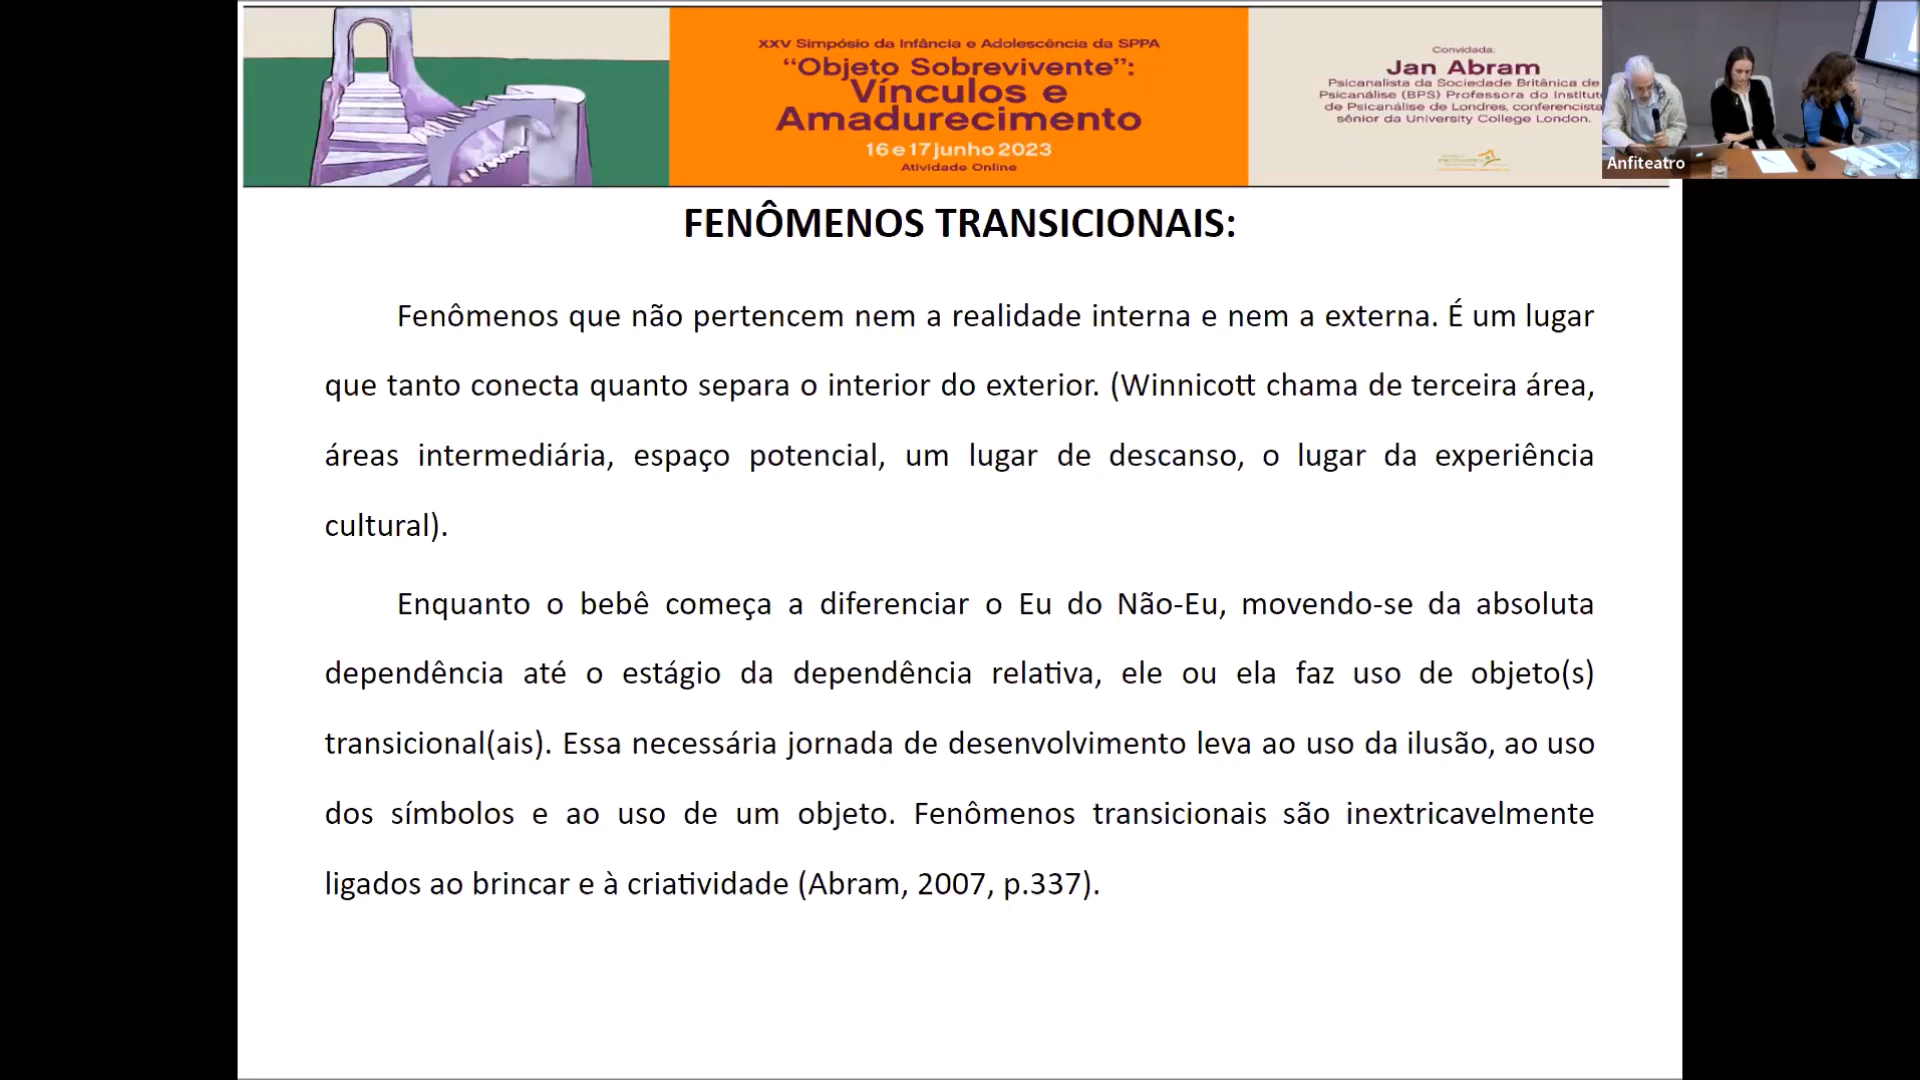 XXV Simpósio da Infância e Adolescência da SPPA
“Objeto Sobrevivente”:
Vínculos e
Amadurecimento
16 e 17 junho 2023
Atividade Online
Convidada:
Jan Abram
Psicanalista da Sociedade Britânica de
Psicanálise (BPS) Professora do Institut
de Psicanálise de Londres, conferencista
sênior da University College London.
Anfiteatro
FENÔMENOS TRANSICIONAIS:
Fenômenos que não pertencem nem a realidade interna e nem a externa. É um lugar
que tanto conecta quanto separa o interior do exterior. (Winnicott chama de terceira área,
áreas intermediária, espaço potencial, um lugar de descanso, o lugar da experiência
cultural).
Enquanto o bebê começa a diferenciar o Eu do Não-Eu, movendo-se da absoluta
dependência até o estágio da dependência relativa, ele ou ela faz uso de objeto(s)
transicional(ais). Essa necessária jornada de desenvolvimento leva ao uso da ilusão, ao uso
dos símbolos e ao uso de um objeto. Fenômenos transicionais são inextricavelmente
ligados ao brincar e à criatividade (Abram, 2007, p.337).